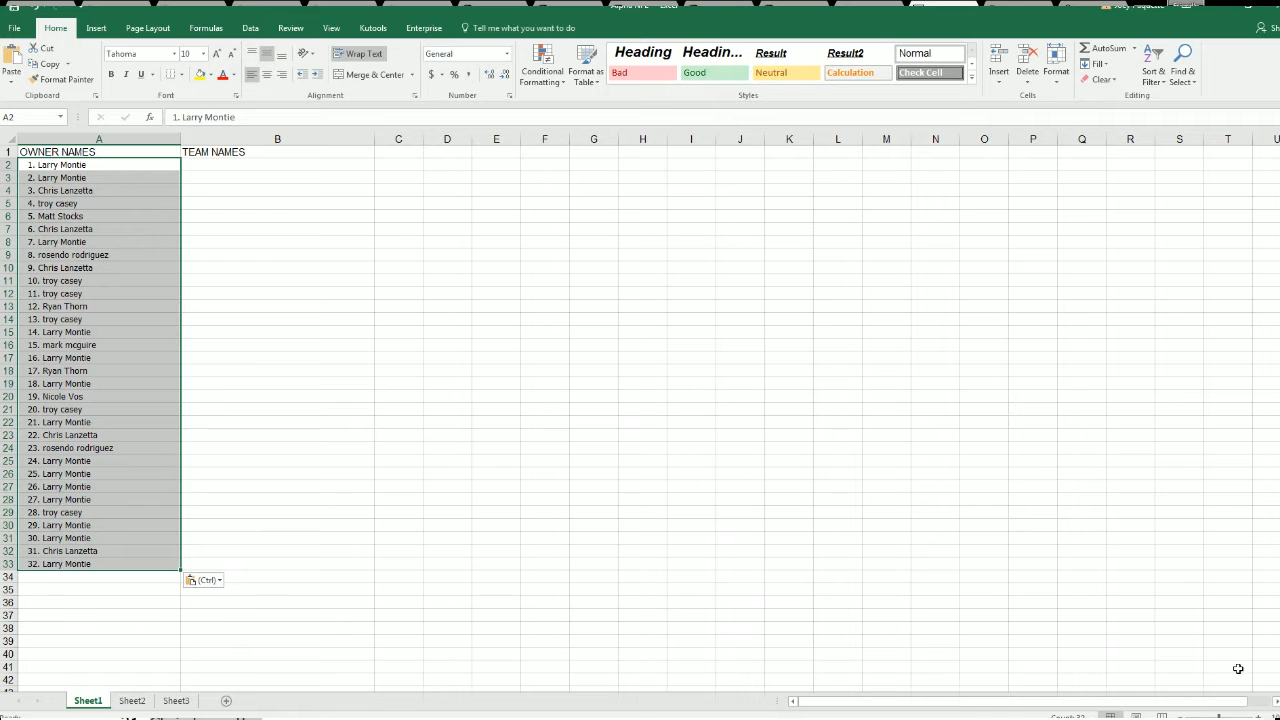 File Home Insert Page Layout Formulas Data Review View Kutools Enterprise Tell me what you want to do
Cut Tahoma 10 Wrap Text General Heading Headin... Result Result2 Normal AutoSum
Paste Copy Conditional Formatting Format as Table Insert Delete Format Fill Sort & Filter Find & Select
Format Painter B I U Merge & Center $ % Bad Good Neutral Calculation Check Cell Clear
Clipboard Font Alignment Number Styles Cells Editing
A2 fx 1. Larry Montie
A B C D E F G H I J K L M N O P Q R S T U
1 OWNER NAMES TEAM NAMES
2 1. Larry Montie
3 2. Larry Montie
4 3. Chris Lanzetta
5 4. troy casey
6 5. Matt Stocks
7 6. Chris Lanzetta
8 7. Larry Montie
9 8. rosendo rodriguez
10 9. Chris Lanzetta
11 10. troy casey
12 11. troy casey
13 12. Ryan Thorn
14 13. troy casey
15 14. Larry Montie
16 15. mark mcguire
17 16. Larry Montie
18 17. Ryan Thorn
19 18. Larry Montie
20 19. Nicole Vos
21 20. troy casey
22 21. Larry Montie
23 22. Chris Lanzetta
24 23. rosendo rodriguez
25 24. Larry Montie
26 25. Larry Montie
27 26. Larry Montie
28 27. Larry Montie
29 28. troy casey
30 29. Larry Montie
31 30. Larry Montie
32 31. Chris Lanzetta
33 32. Larry Montie
34 (Ctrl)
35
36
37
38
39
40
41
42
Sheet1 Sheet2 Sheet3